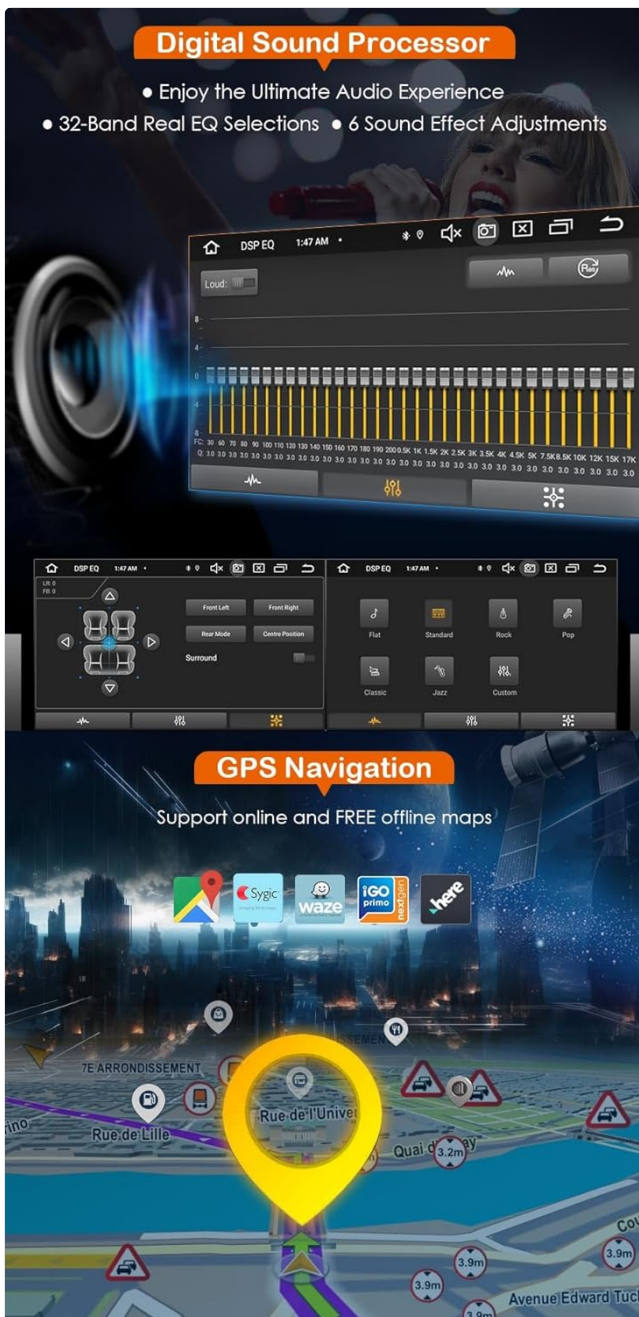 Digital Sound Processor
● Enjoy the Ultimate Audio Experience
● 32-Band Real EQ Selections ● 6 Sound Effect Adjustments
DSP EQ 1:47 AM
Loud:
8
4
0
-8
FC: 30 60 70 80 90 100 110 120 130 140 150 160 170 180 190 200 0.5K 1K 1.5K 2K 2.5K 3K 3.5K 4K 4.5K 5K 7.5K 8.5K 10K 12K 15K 17K
Q: 3.0 3.0 3.0 3.0 3.0 3.0 3.0 3.0 3.0 3.0 3.0 3.0 3.0 3.0 3.0 3.0 3.0 3.0 3.0 3.0 3.0 3.0 3.0 3.0 3.0 3.0 3.0 3.0 3.0 3.0 3.0 3.0
DSP EQ 1:47 AM
LR: 0
FB: 0
Front Left Front Right
Rear Mode Centre Position
Surround
DSP EQ 1:47 AM
Flat Standard Rock Pop
Classic Jazz Custom
GPS Navigation
Support online and FREE offline maps
Sygic
waze
iGO
primo
nextgen
here
7E ARRONDISSEMENT
Rue de l'Univer
Rue de Lille
Quai d'
3.2m
3.9m
3.9m
3.9m
3.9m
Avenue Edward Tuck